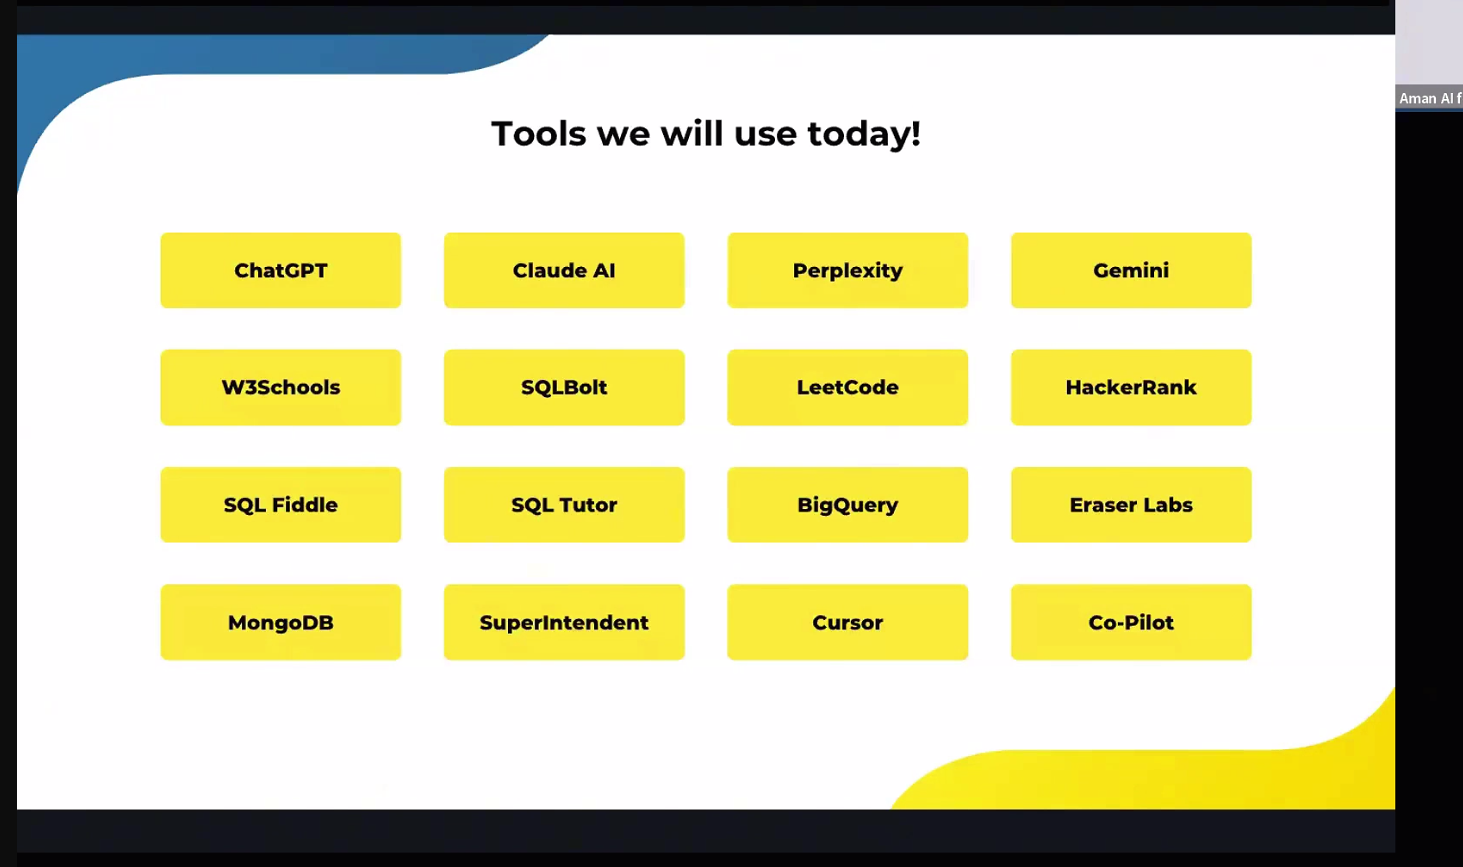 Tools we will use today!
ChatGPT
Claude AI
Perplexity
Gemini
W3Schools
SQLBolt
LeetCode
HackerRank
SQL Fiddle
SQL Tutor
BigQuery
Eraser Labs
MongoDB
SuperIntendent
Cursor
Co-Pilot
Aman AI f